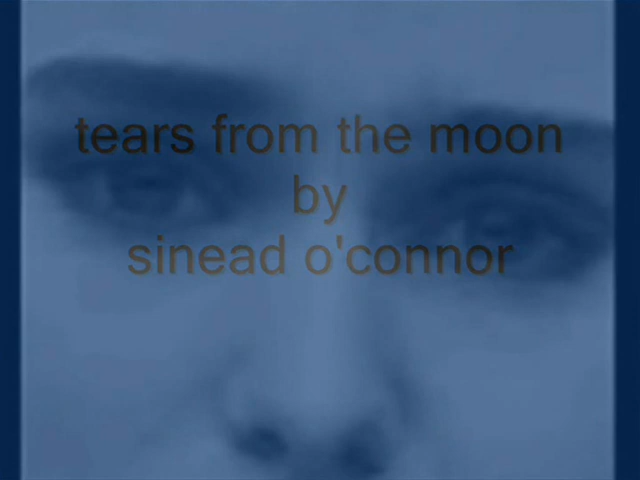 tears from the moon
by
sinead o'connor